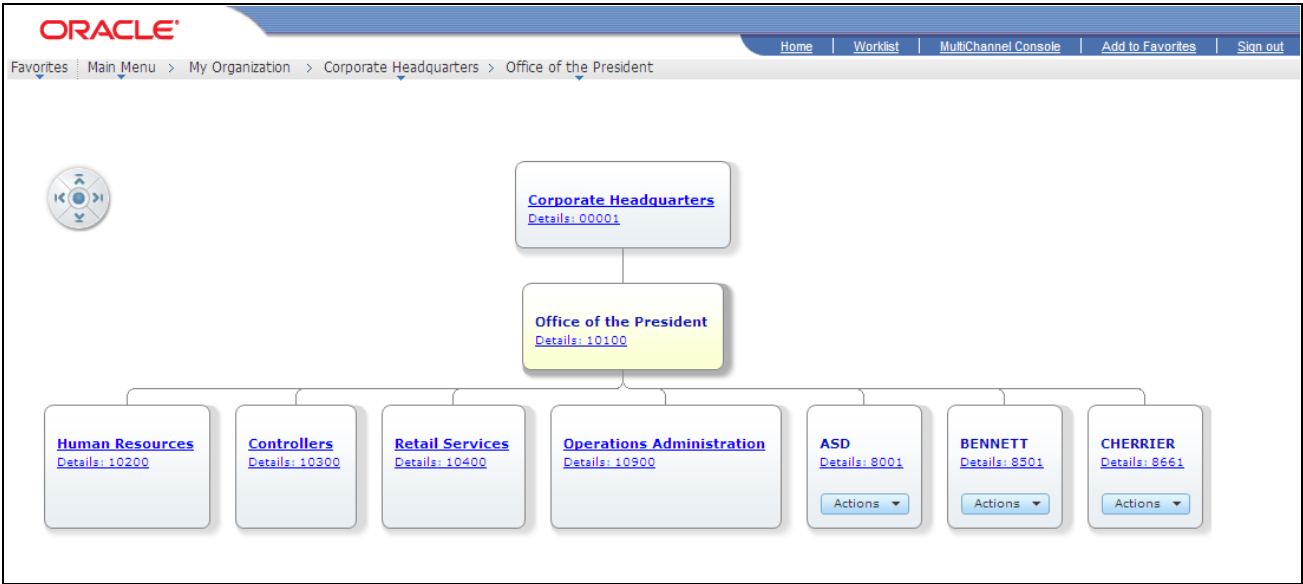 ORACLE
Home | Worklist | MultiChannel Console | Add to Favorites | Sign out
Favorites Main Menu > My Organization > Corporate Headquarters > Office of the President
Corporate Headquarters
Details: 00001
Office of the President
Details: 10100
Human Resources
Details: 10200
Controllers
Details: 10300
Retail Services
Details: 10400
Operations Administration
Details: 10900
ASD
Details: 8001
Actions
BENNETT
Details: 8501
Actions
CHERRIER
Details: 8661
Actions